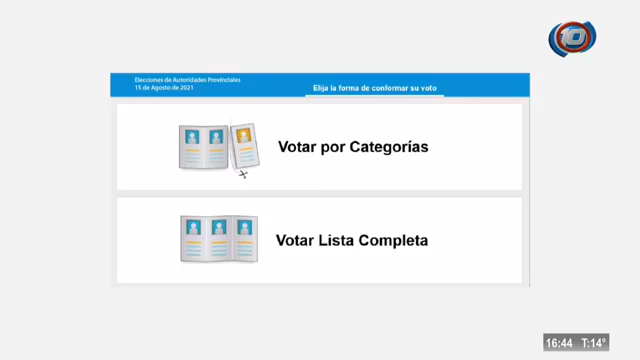 10
Elecciones de Autoridades Provinciales
15 de Agosto de 2021
Elija la forma de conformar su voto
Votar por Categorías
Votar Lista Completa
16:44 T:14°